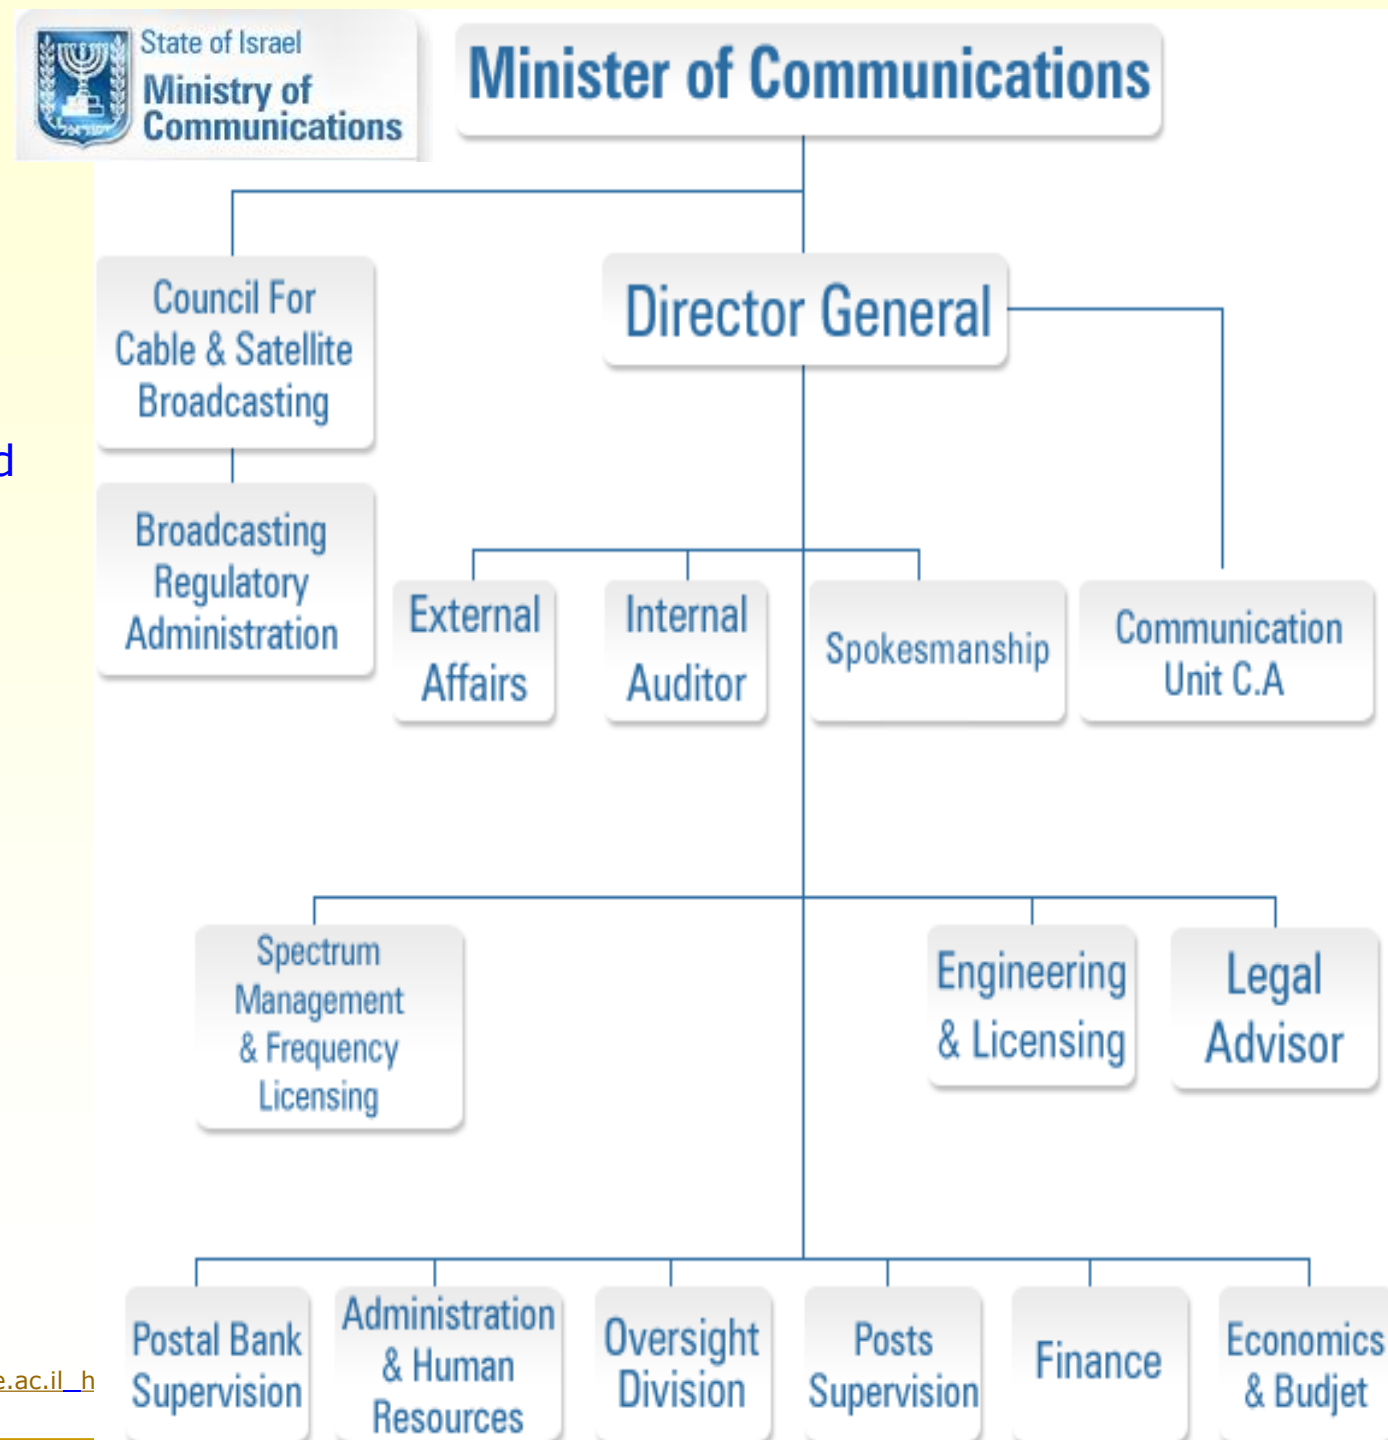 State of Israel
Ministry of
Communications
Minister of Communications
Council For
Cable & Satellite
Broadcasting
Director General
d
Broadcasting
Regulatory
Administration
External
Affairs
Internal
Auditor
Spokesmanship
Communication
Unit C.A
Spectrum
Management
& Frequency
Licensing
Engineering
& Licensing
Legal
Advisor
Postal Bank
Supervision
Administration
& Human
Resources
Oversight
Division
Posts
Supervision
Finance
Economics
& Budjet
e.ac.il_h